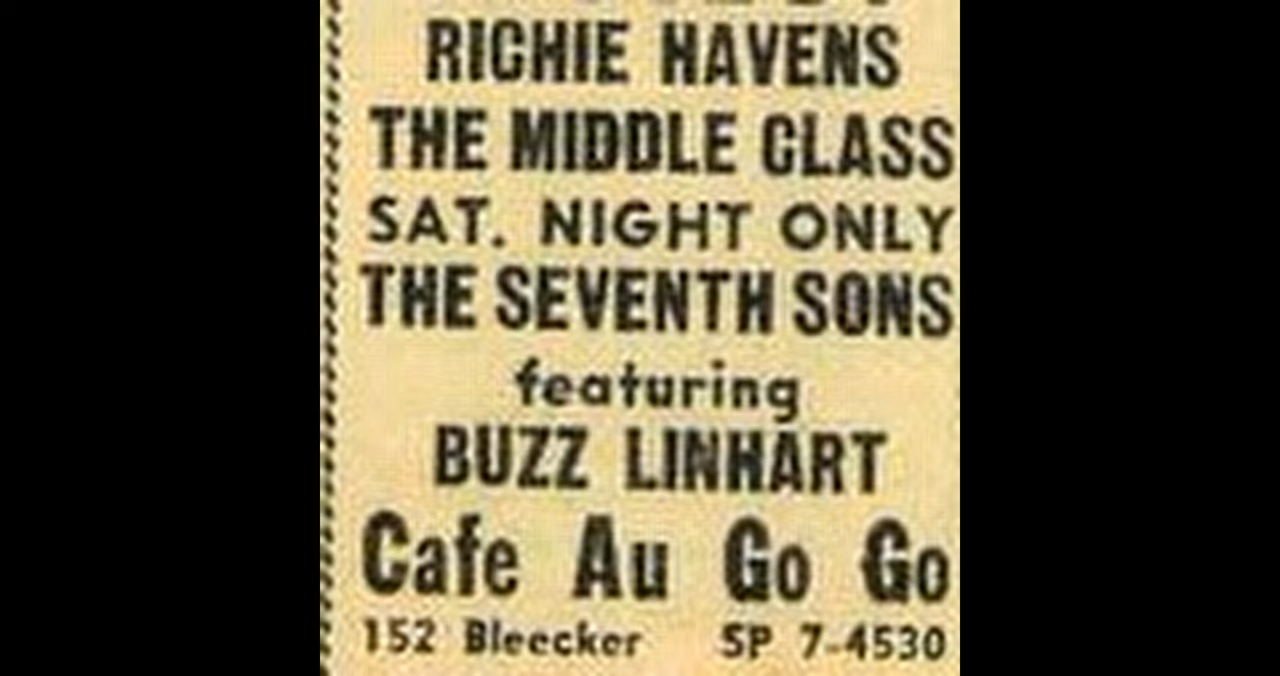 RICHIE HAVENS
THE MIDDLE CLASS
SAT. NIGHT ONLY
THE SEVENTH SONS
featuring
BUZZ LINHART
Cafe Au Go Go
152 Bleecker SP 7-4530